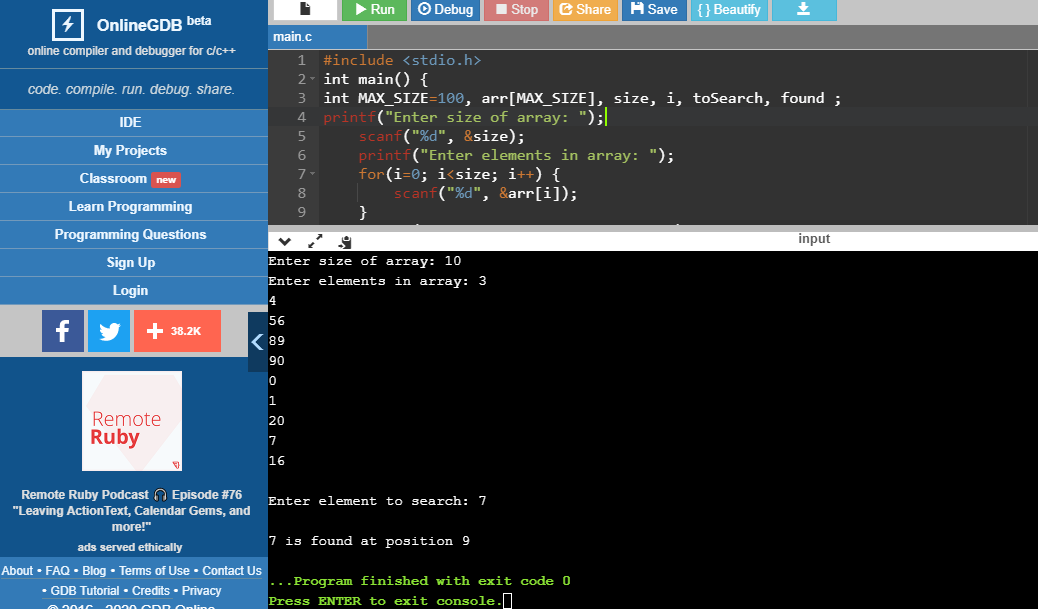 OnlineGDB beta
online compiler and debugger for c/c++
code. compile. run. debug. share.
IDE
My Projects
Classroom new
Learn Programming
Programming Questions
Sign Up
Login
38.2K
Remote
Ruby
Remote Ruby Podcast 🎧 Episode #76
"Leaving ActionText, Calendar Gems, and
more!"
ads served ethically
About • FAQ • Blog • Terms of Use • Contact Us
• GDB Tutorial • Credits • Privacy
© 2016 - 2020 GDB Online
Run Debug Stop Share Save { } Beautify
main.c
1 #include <stdio.h>
2 int main() {
3 int MAX_SIZE=100, arr[MAX_SIZE], size, i, toSearch, found ;
4 printf("Enter size of array: ");
5 scanf("%d", &size);
6 printf("Enter elements in array: ");
7 for(i=0; i<size; i++) {
8 scanf("%d", &arr[i]);
9 }
input
Enter size of array: 10
Enter elements in array: 3
4
56
89
90
0
1
20
7
16
Enter element to search: 7
7 is found at position 9
...Program finished with exit code 0
Press ENTER to exit console.